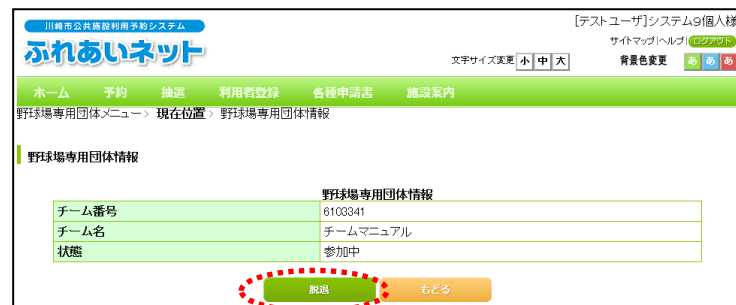 川崎市公共施設利用予約システム
ふれあいネット
[テストユーザ]システム9個人様
サイトマップ|ヘルプ|ログアウト
文字サイズ変更 小 中 大 背景色変更 あ あ あ
ホーム 予約 抽選 利用者登録 各種申請書 施設案内
野球場専用団体メニュー> 現在位置> 野球場専用団体情報
野球場専用団体情報
野球場専用団体情報
チーム番号 6103341
チーム名 チームマニュアル
状態 参加中
脱退 もどる